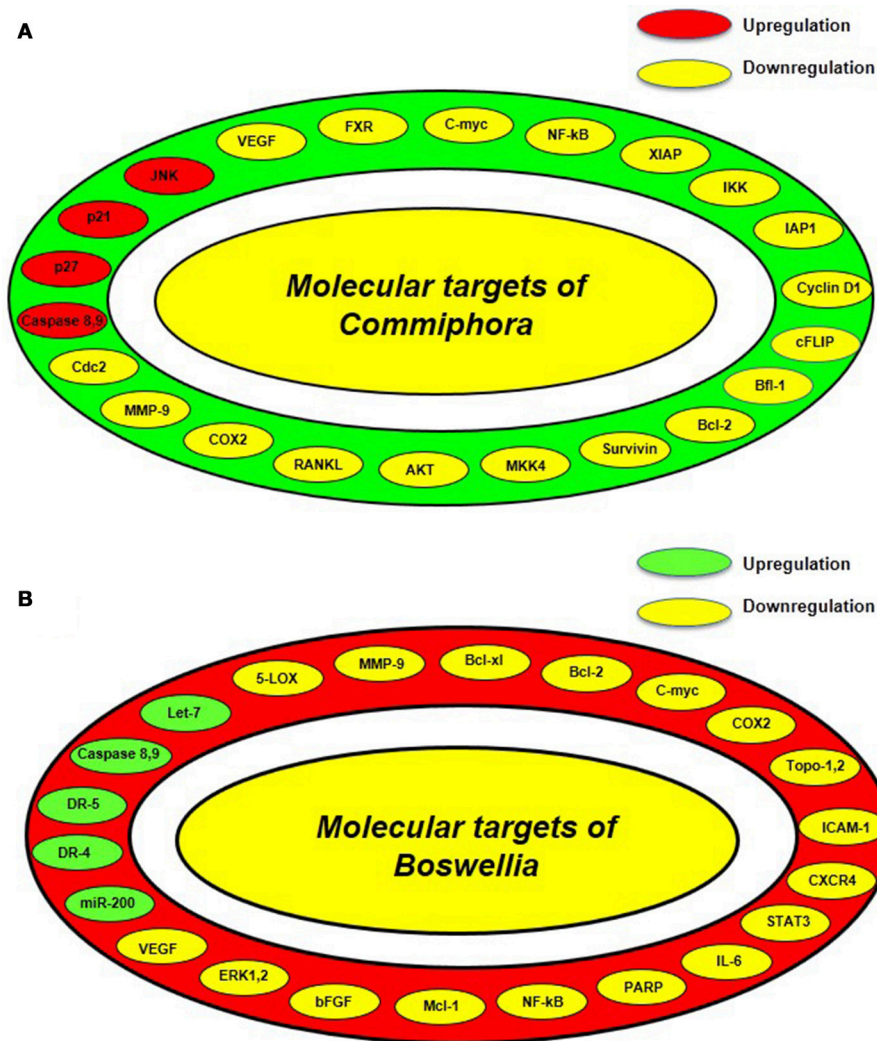 A
Upregulation
Downregulation
VEGF
FXR
C-myc
NF-kB
XIAP
IKK
IAP1
Cyclin D1
cFLIP
Bfl-1
Bcl-2
Survivin
MKK4
AKT
RANKL
COX2
MMP-9
Cdc2
Caspase 8,9
p27
p21
JNK
Molecular targets of
Commiphora
B
Upregulation
Downregulation
5-LOX
MMP-9
Bcl-xl
Bcl-2
C-myc
COX2
Topo-1,2
ICAM-1
CXCR4
STAT3
IL-6
PARP
NF-kB
Mcl-1
bFGF
ERK1,2
VEGF
miR-200
DR-4
DR-5
Caspase 8,9
Let-7
Molecular targets of
Boswellia